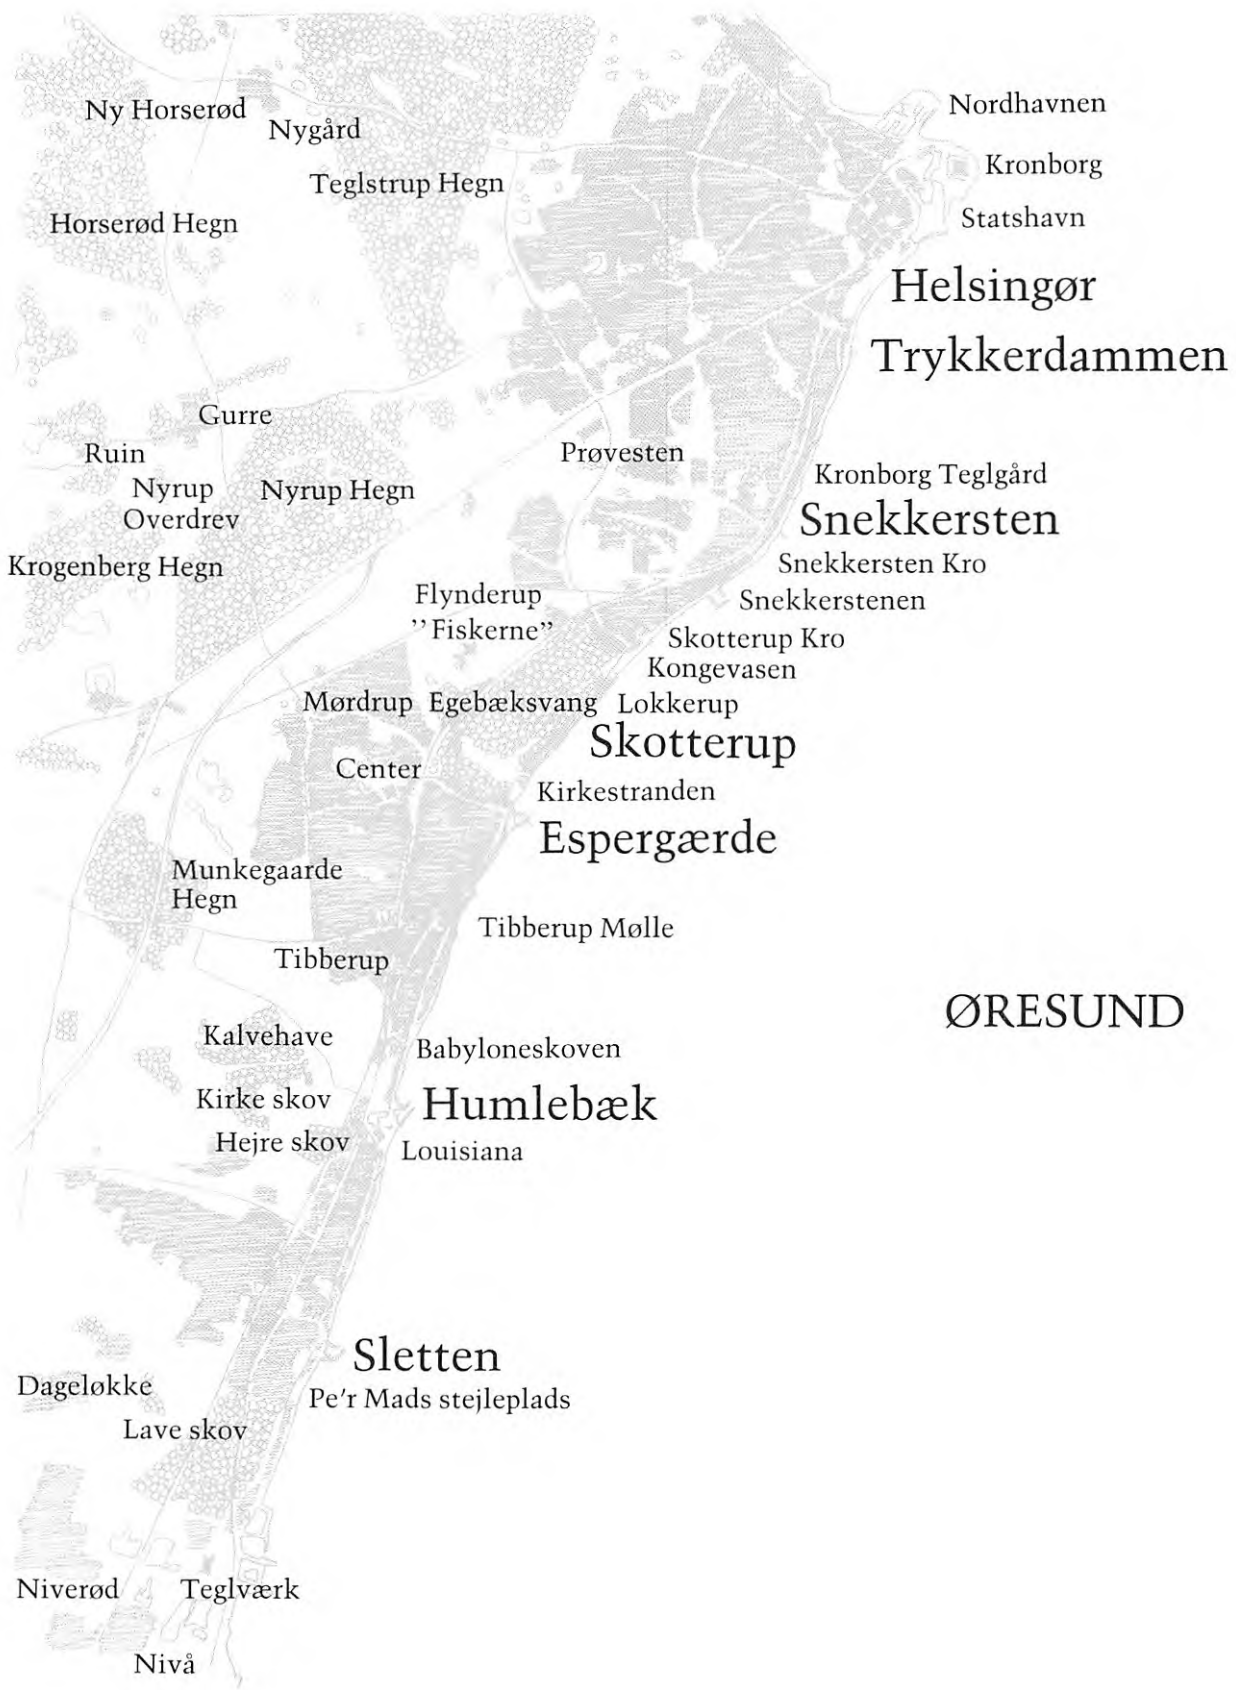 Nordhavnen
Ny Horserød
Nygård
Kronborg
Teglstrup Hegn
Statshavn
Horserød Hegn
Helsingør
Trykkerdammen
Gurre
Ruin
Prøvesten
Kronborg Teglgård
Nyrup
Overdrev
Nyrup Hegn
Snekkersten
Krogenberg Hegn
Snekkersten Kro
Flynderup
''Fiskerne”
Snekkerstenen
Skotterup Kro
Kongevasen
Mørdrup
Egebæksvang
Lokkerup
Skotterup
Center
Kirkestranden
Espergærde
Munkegaarde
Hegn
Tibberup Mølle
Tibberup
ØRESUND
Kalvehave
Babyloneskoven
Kirke skov
Humlebæk
Hejre skov
Louisiana
Sletten
Dageløkke
Pe'r Mads stejleplads
Lave skov
Niverød
Teglværk
Nivå